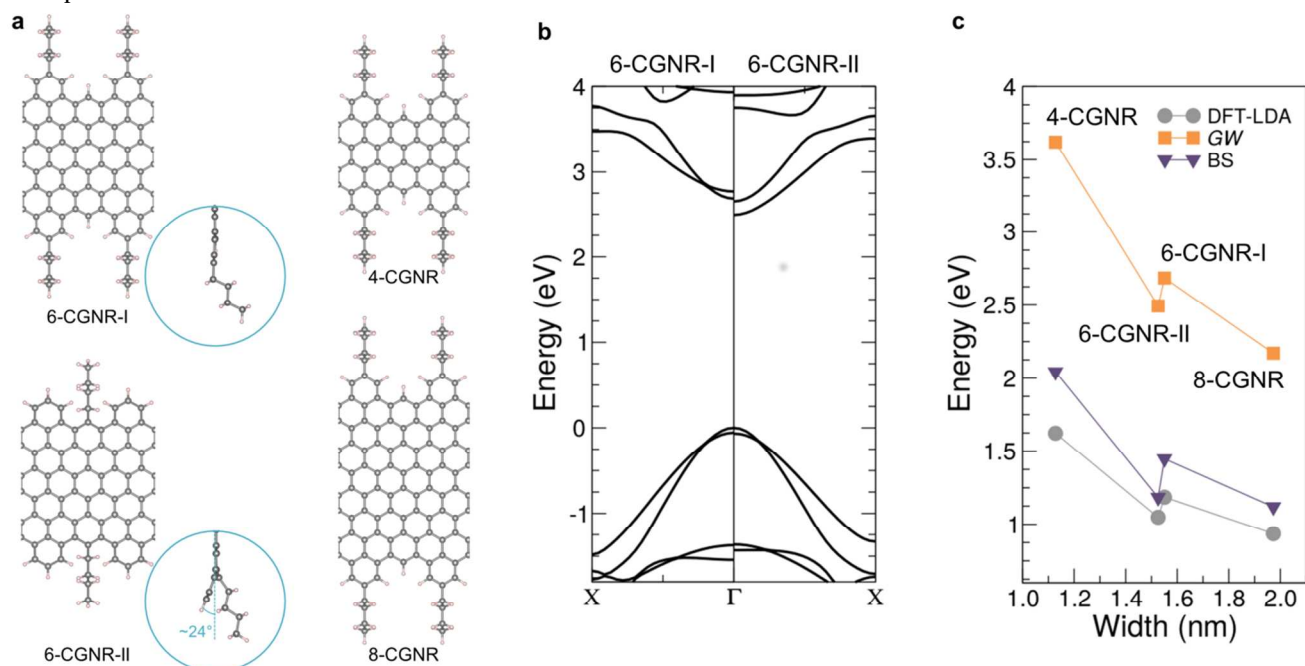 a
6-CGNR-I
4-CGNR
~24°
6-CGNR-II
8-CGNR
b
6-CGNR-I 6-CGNR-II
4
3
2
1
0
-1
Energy (eV)
X Γ X
c
4
3.5
3
2.5
2
1.5
1
Energy (eV)
4-CGNR
DFT-LDA
GW
BS
6-CGNR-I
6-CGNR-II
8-CGNR
1.0 1.2 1.4 1.6 1.8 2.0
Width (nm)